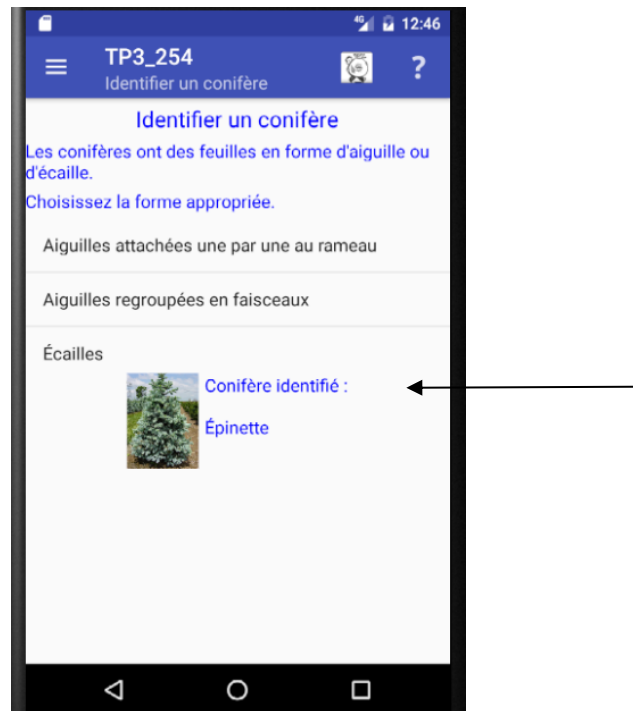 4G 12:46
TP3_254
Identifier un conifère
?
Identifier un conifère
Les conifères ont des feuilles en forme d'aiguille ou
d'écaille.
Choisissez la forme appropriée.
Aiguilles attachées une par une au rameau
Aiguilles regroupées en faisceaux
Écailles
Conifère identifié :
Épinette